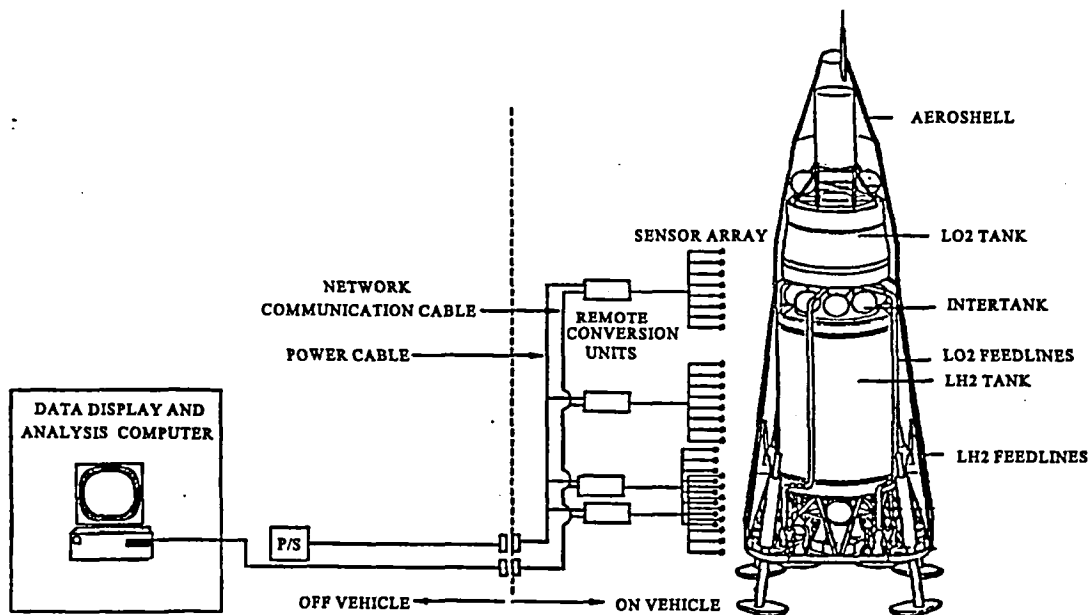 AEROSHELL
SENSOR ARRAY
LO2 TANK
NETWORK
COMMUNICATION CABLE
REMOTE
CONVERSION
UNITS
INTERTANK
POWER CABLE
LO2 FEEDLINES
LH2 TANK
DATA DISPLAY AND
ANALYSIS COMPUTER
LH2 FEEDLINES
P/S
OFF VEHICLE
ON VEHICLE